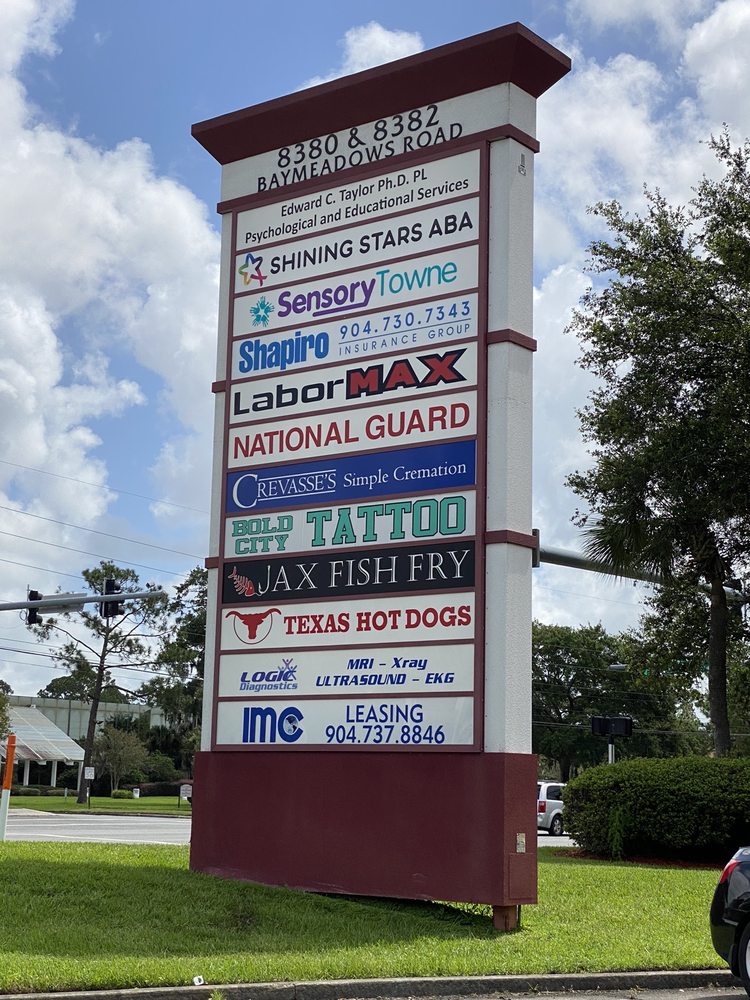 8380 & 8382
BAYMEADOWS ROAD
Edward C. Taylor Ph.D. PL
Psychological and Educational Services
SHINING STARS ABA
SensoryTowne
Shapiro 904.730.7343
INSURANCE GROUP
LaborMAX
NATIONAL GUARD
CREVASSE'S Simple Cremation
BOLD CITY TATTOO
JAX FISH FRY
TEXAS HOT DOGS
LOGIC Diagnostics
MRI - Xray
ULTRASOUND - EKG
IMC
LEASING
904.737.8846